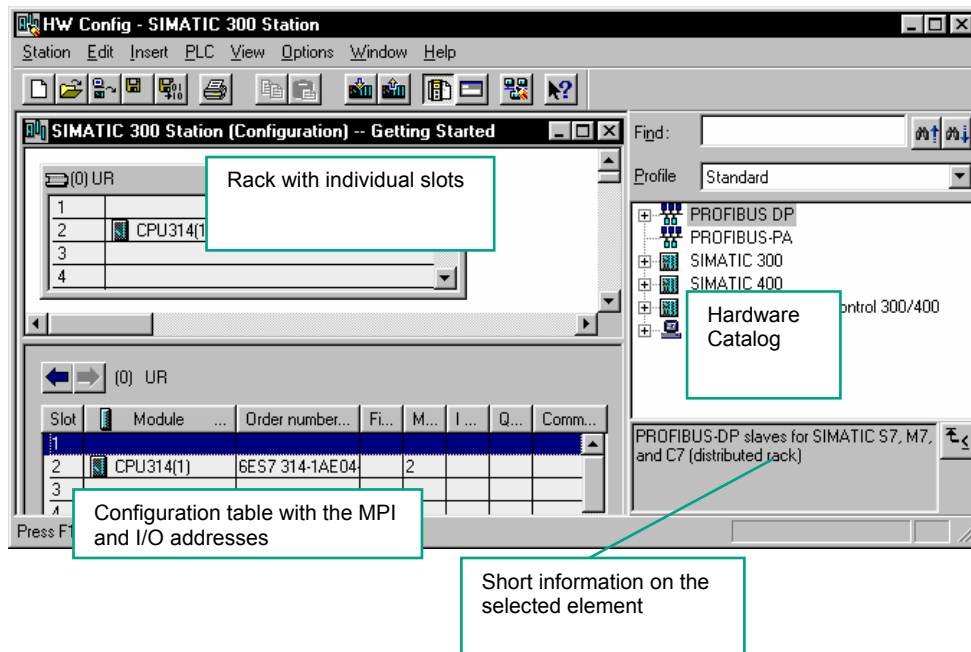 HW Config - SIMATIC 300 Station
Station Edit Insert PLC View Options Window Help
SIMATIC 300 Station (Configuration) -- Getting Started
(0) UR
Rack with individual slots
1
2 CPU314(1
3
4
(0) UR
Slot Module ... Order number... Fi... M... I ... Q... Comm...
1
2 CPU314(1) 6ES7 314-1AE04- 2
3
4
Configuration table with the MPI
and I/O addresses
Press F1
Find:
Profile Standard
PROFIBUS DP
PROFIBUS-PA
SIMATIC 300
SIMATIC 400
ontrol 300/400
Hardware
Catalog
PROFIBUS-DP slaves for SIMATIC S7, M7,
and C7 (distributed rack)
Short information on the
selected element